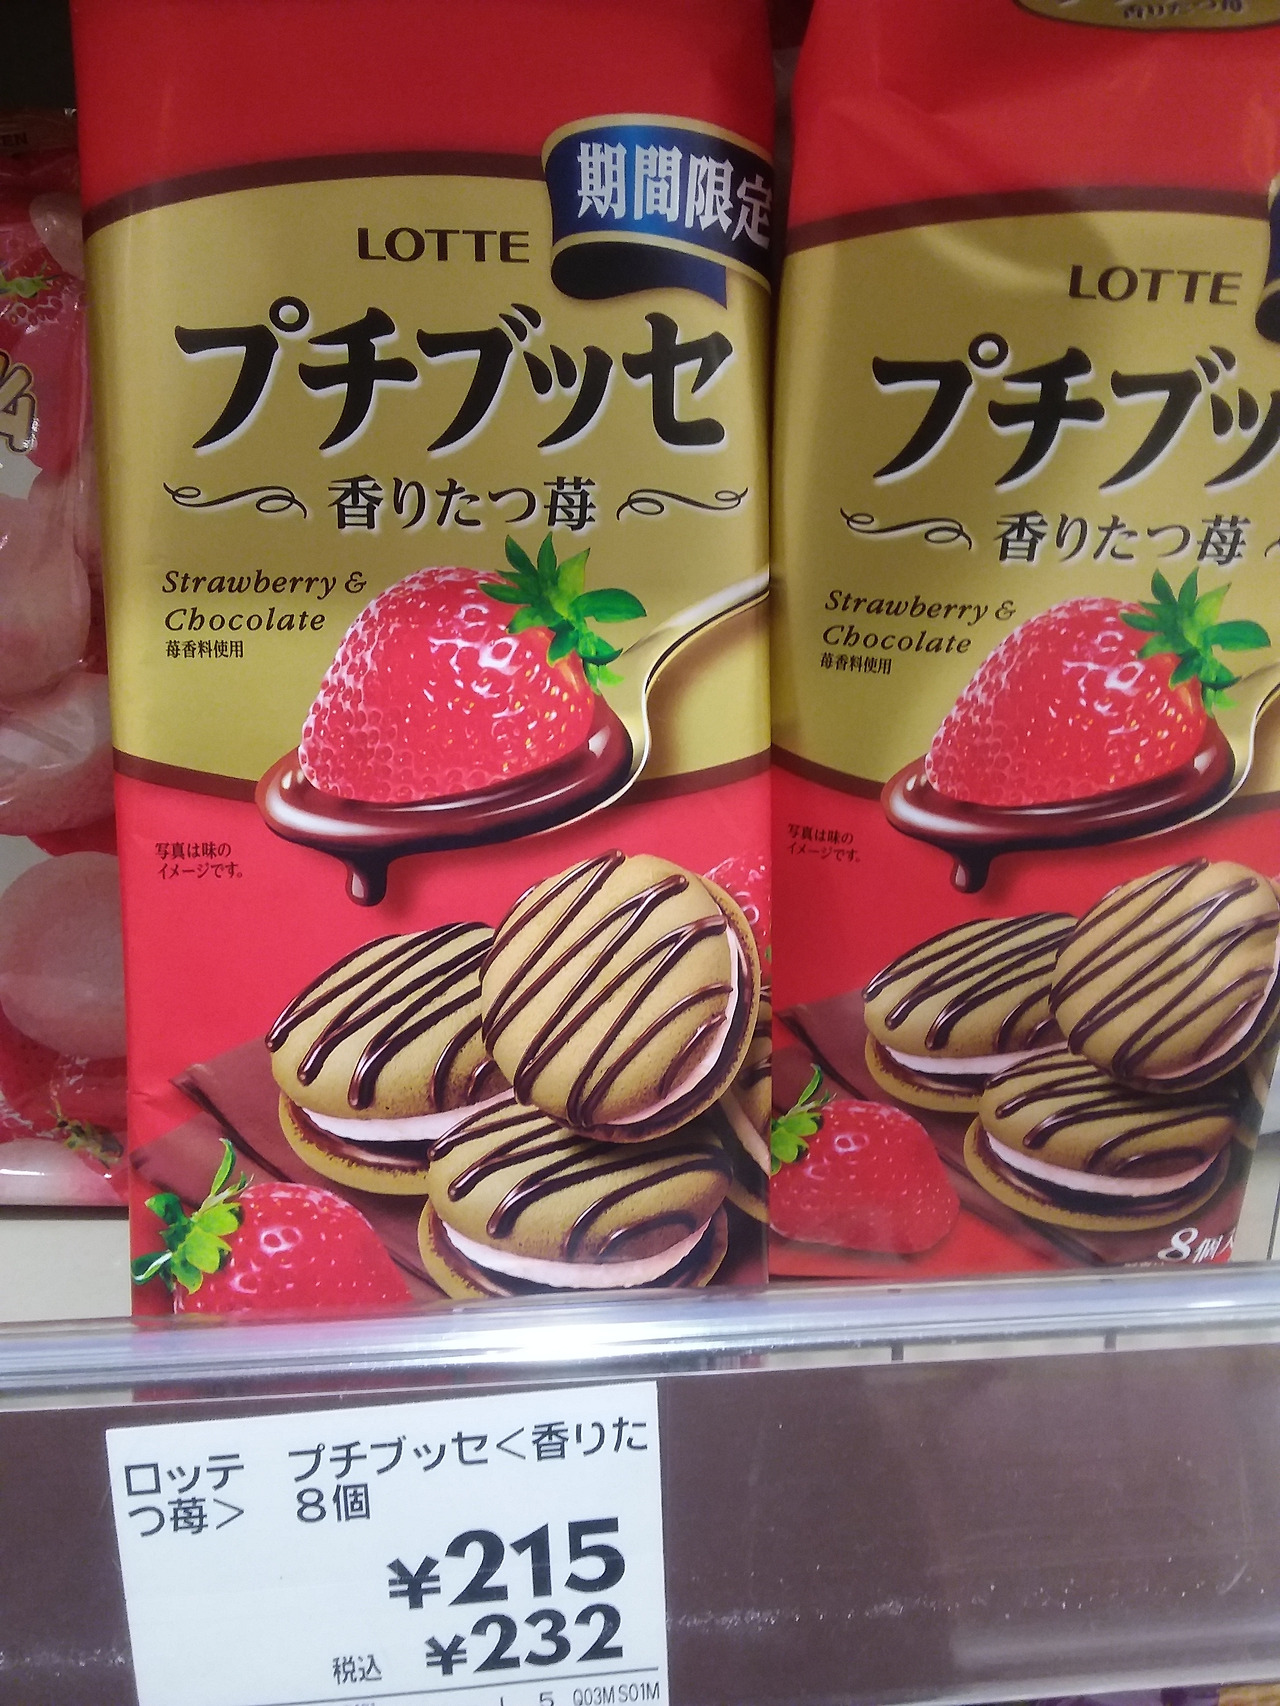 期間限定
LOTTE
プチブッセ
香りたつ苺
Strawberry &
Chocolate
苺香料使用
写真は味の
イメージです。
LOTTE
プチブッ
香りたつ苺
Strawberry &
Chocolate
苺香料使用
写真は味の
イメージです。
8個入
ロッテ プチブッセ<香りた
つ苺> 8個
¥215
税込 ¥232
5 Q03M S01M